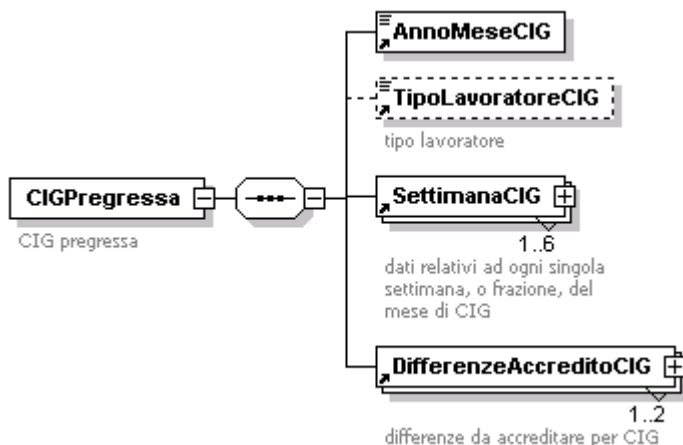 AnnoMeseCIG
TipoLavoratoreCIG
tipo lavoratore
CIGPregressa
CIG pregressa
SettimanaCIG
1..6
dati relativi ad ogni singola
settimana, o frazione, del
mese di CIG
DifferenzeAccreditoCIG
1..2
differenze da accreditare per CIG